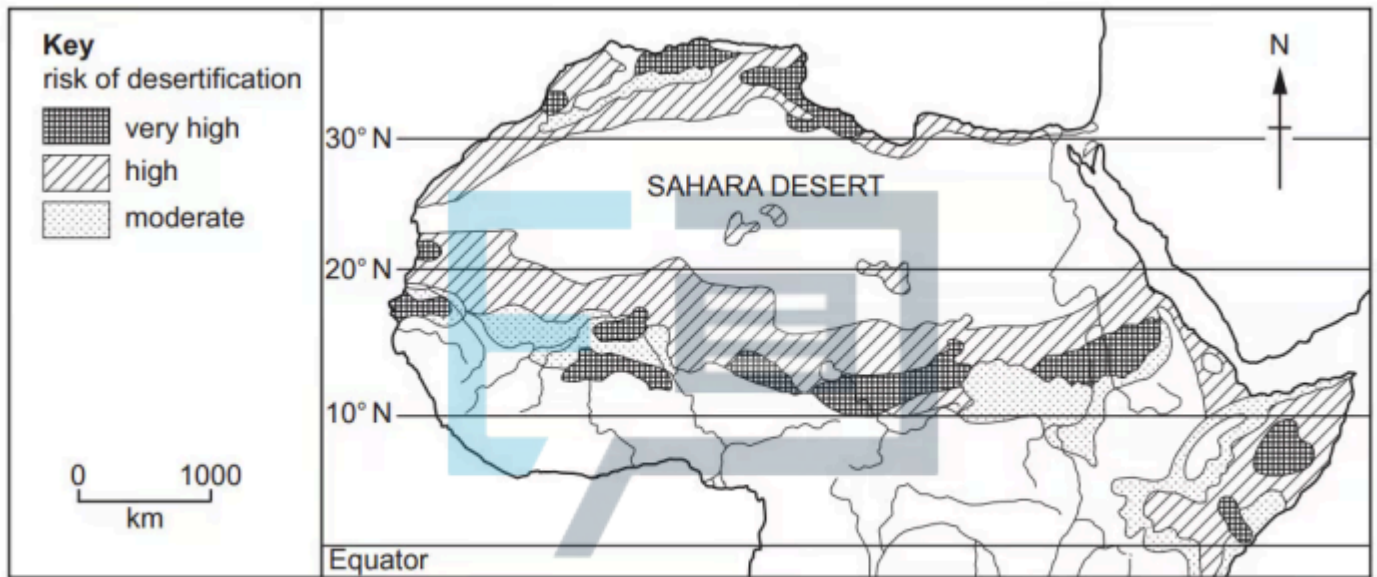 Key
risk of desertification
very high
high
moderate
0 1000
km
N
30° N
SAHARA DESERT
20° N
10° N
Equator